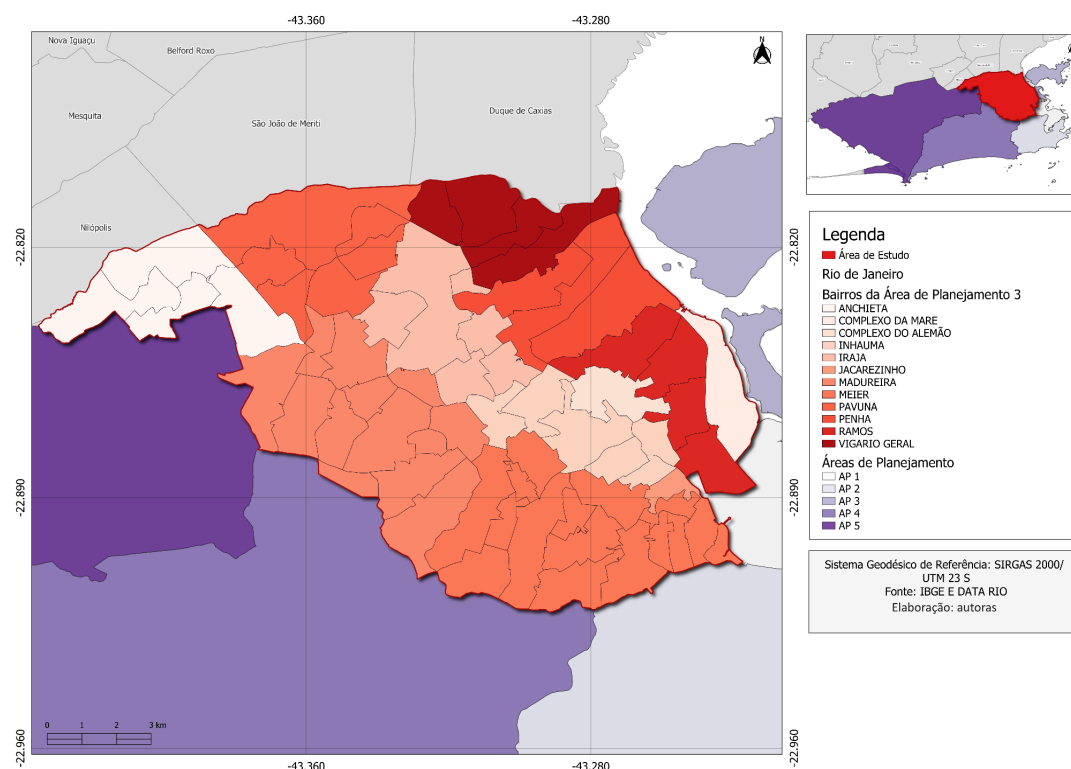 -43.360
-43.280
Nova Iguaçu
Belford Roxo
N
Mesquita
São João de Meriti
Duque de Caxias
Nilópolis
-22.820
-22.820
-22.890
-22.890
-22.960
-22.960
0 1 2 3 km
-43.360
-43.280
Legenda
Área de Estudo
Rio de Janeiro
Bairros da Área de Planejamento 3
ANCHIETA
COMPLEXO DA MARE
COMPLEXO DO ALEMÃO
INHAUMA
IRAJA
JACAREZINHO
MADUREIRA
MEIER
PAVUNA
PENHA
RAMOS
VIGARIO GERAL
Áreas de Planejamento
AP 1
AP 2
AP 3
AP 4
AP 5
Sistema Geodésico de Referência: SIRGAS 2000/
UTM 23 S
Fonte: IBGE E DATA RIO
Elaboração: autoras